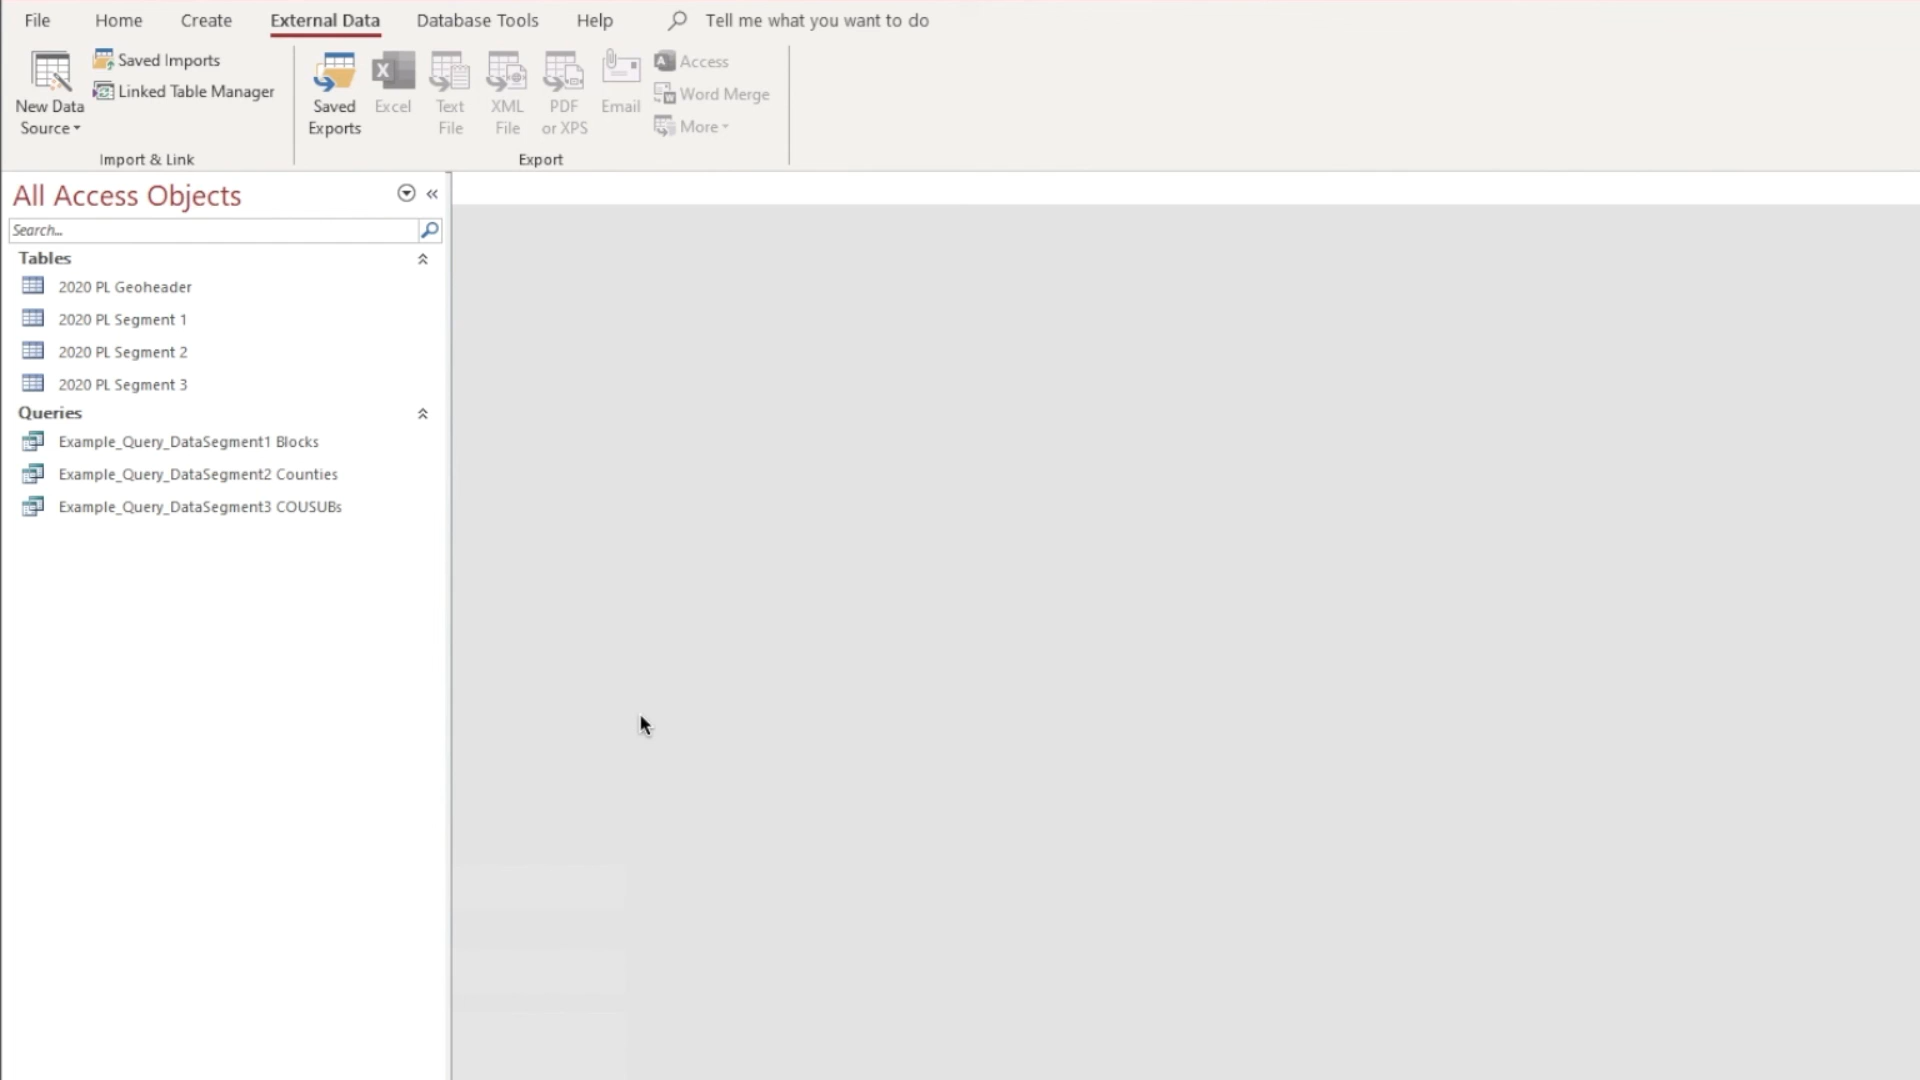 File Home Create External Data Database Tools Help Tell me what you want to do
Saved Imports
Linked Table Manager
New Data
Source
Import & Link
Saved
Exports
Excel
Text
File
XML
File
PDF
or XPS
Email
Access
Word Merge
More
Export
All Access Objects
Search...
Tables
2020 PL Geoheader
2020 PL Segment 1
2020 PL Segment 2
2020 PL Segment 3
Queries
Example_Query_DataSegment1 Blocks
Example_Query_DataSegment2 Counties
Example_Query_DataSegment3 COUSUBs